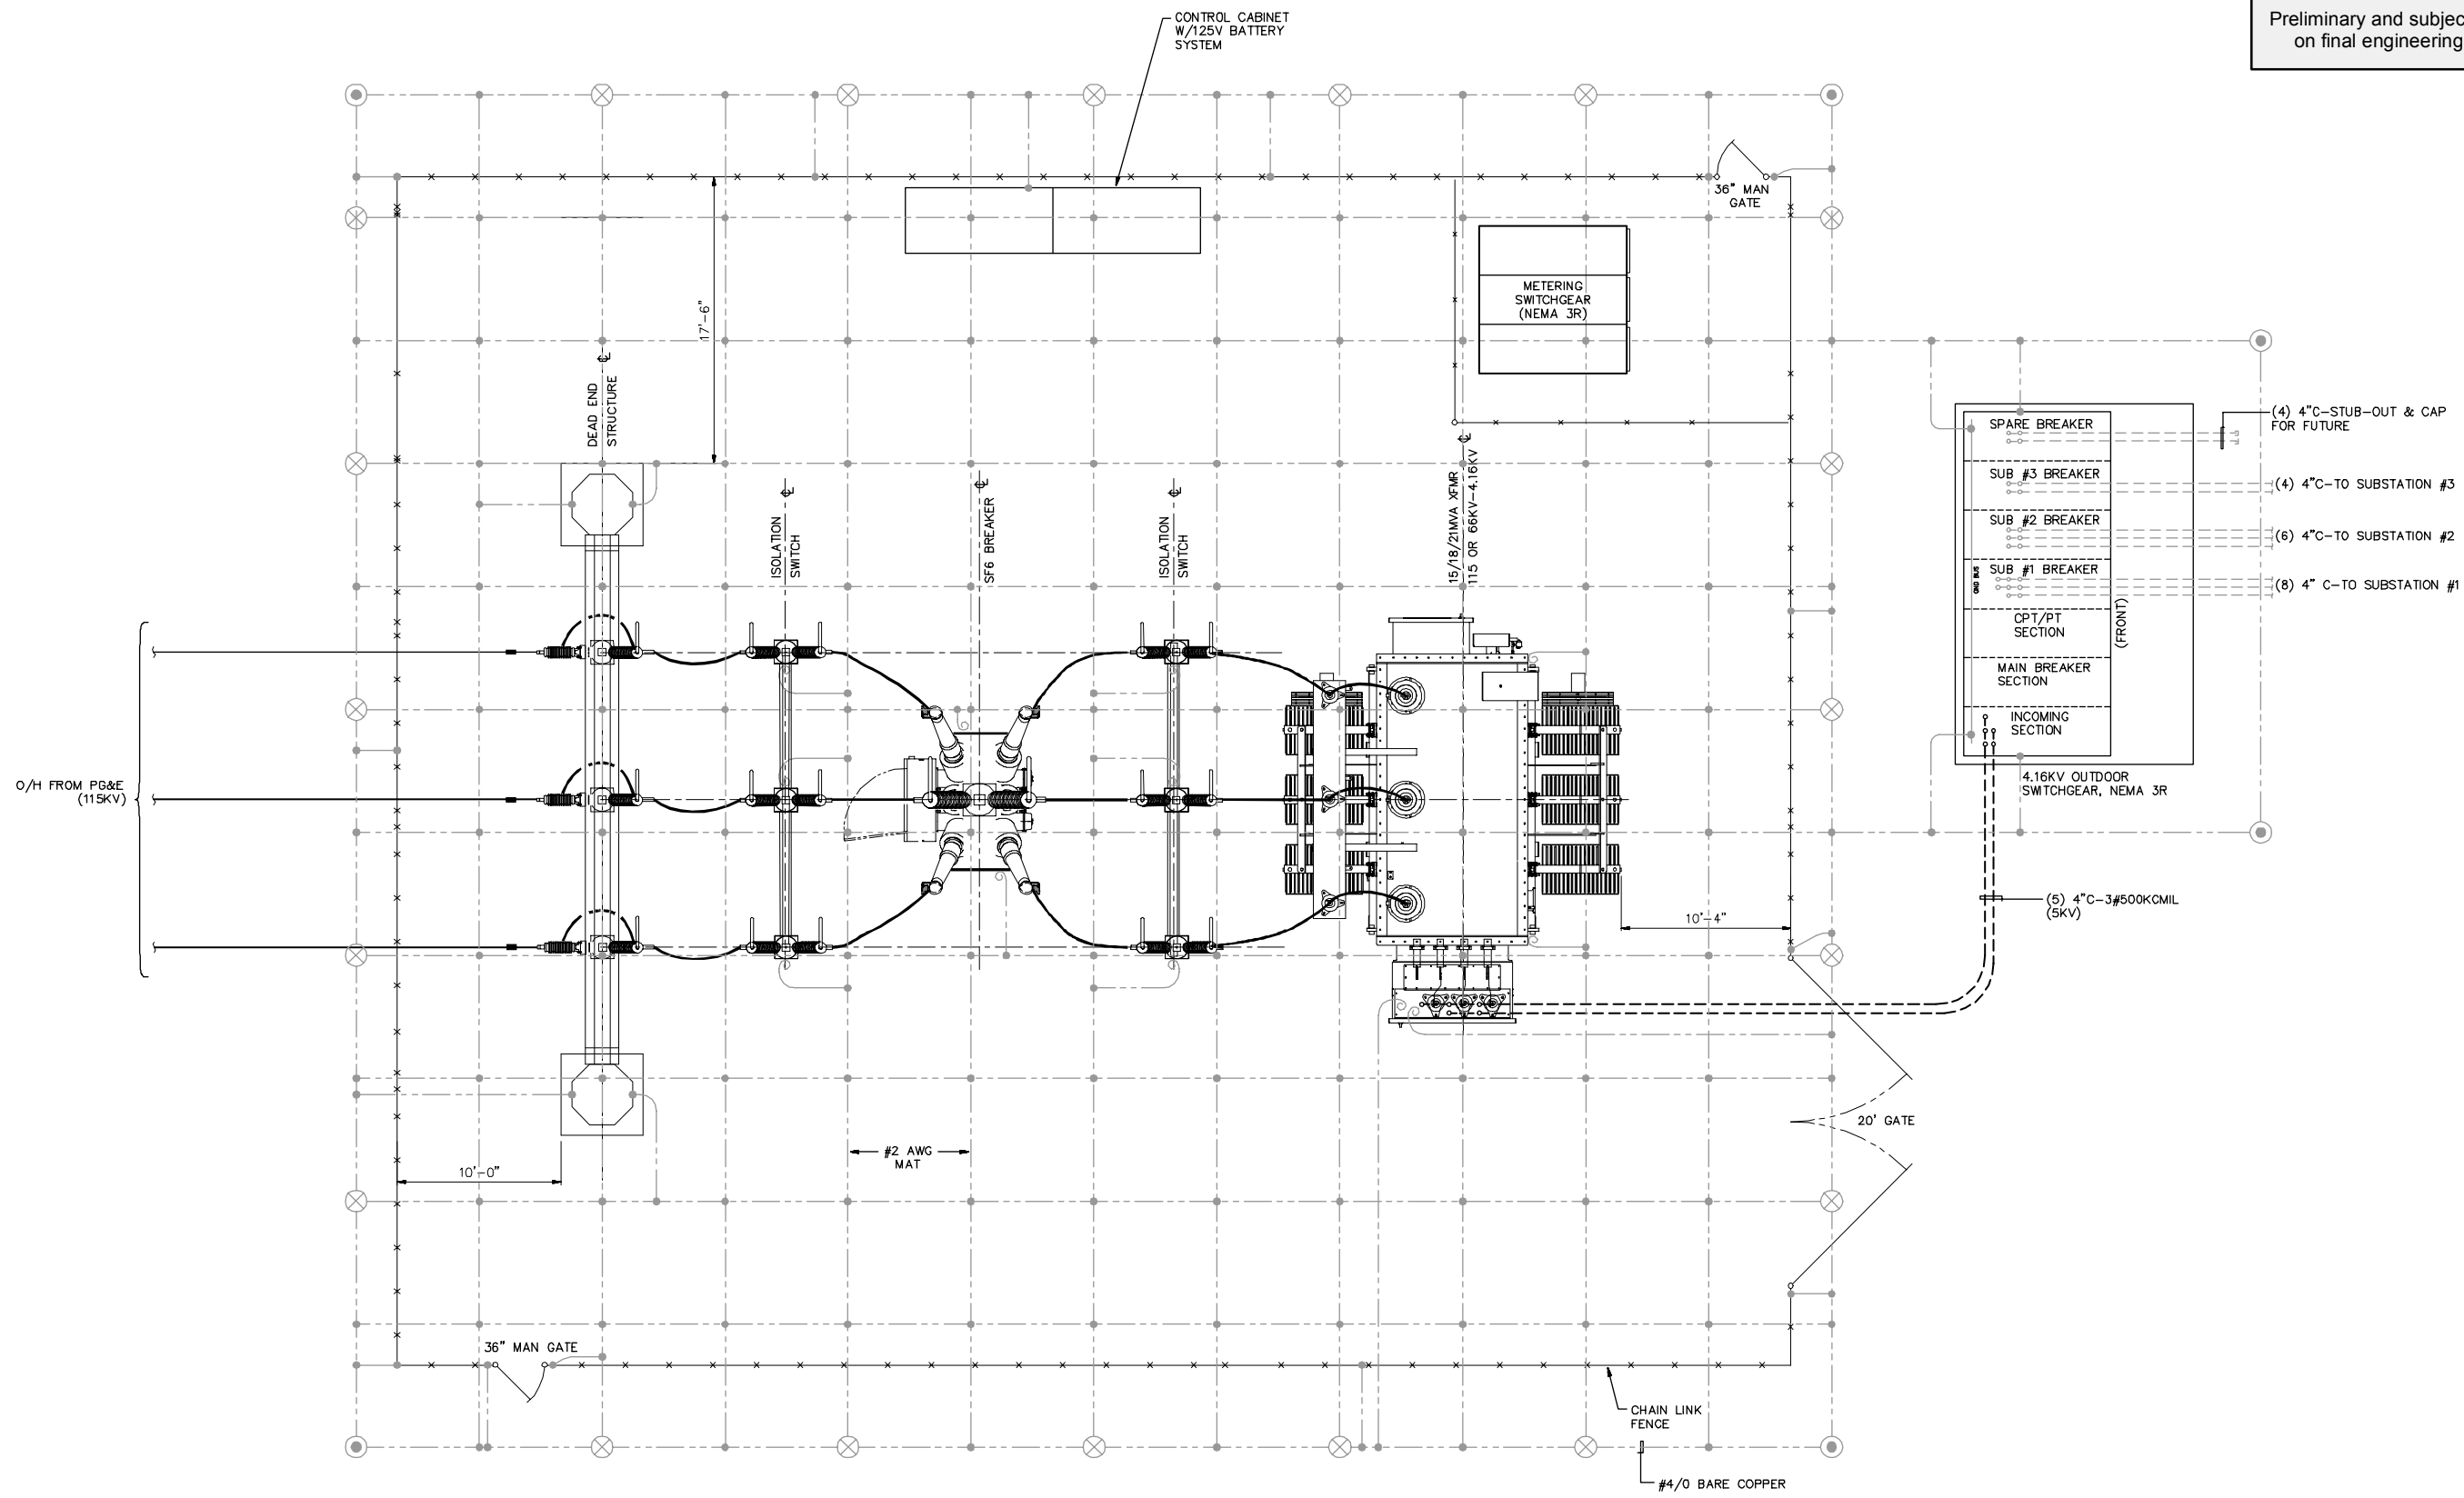 Preliminary and subjec
on final engineering
CONTROL CABINET
W/125V BATTERY
SYSTEM
36" MAN
GATE
METERING
SWITCHGEAR
(NEMA 3R)
17'-6"
DEAD END
STRUCTURE
ISOLATION
SWITCH
SF6 BREAKER
ISOLATION
SWITCH
15/18/21MVA XFMR
115 OR 66KV-4.16KV
SPARE BREAKER
SUB #3 BREAKER
SUB #2 BREAKER
SUB #1 BREAKER
GND BUS
CPT/PT
SECTION
(FRONT)
MAIN BREAKER
SECTION
INCOMING
SECTION
4.16KV OUTDOOR
SWITCHGEAR, NEMA 3R
(4) 4"C-STUB-OUT & CAP
FOR FUTURE
(4) 4"C-TO SUBSTATION #3
(6) 4"C-TO SUBSTATION #2
(8) 4" C-TO SUBSTATION #1
O/H FROM PG&E
(115KV)
(5) 4"C-3#500KCMIL
(5KV)
10'-4"
20' GATE
#2 AWG
MAT
10'-0"
36" MAN GATE
CHAIN LINK
FENCE
#4/0 BARE COPPER